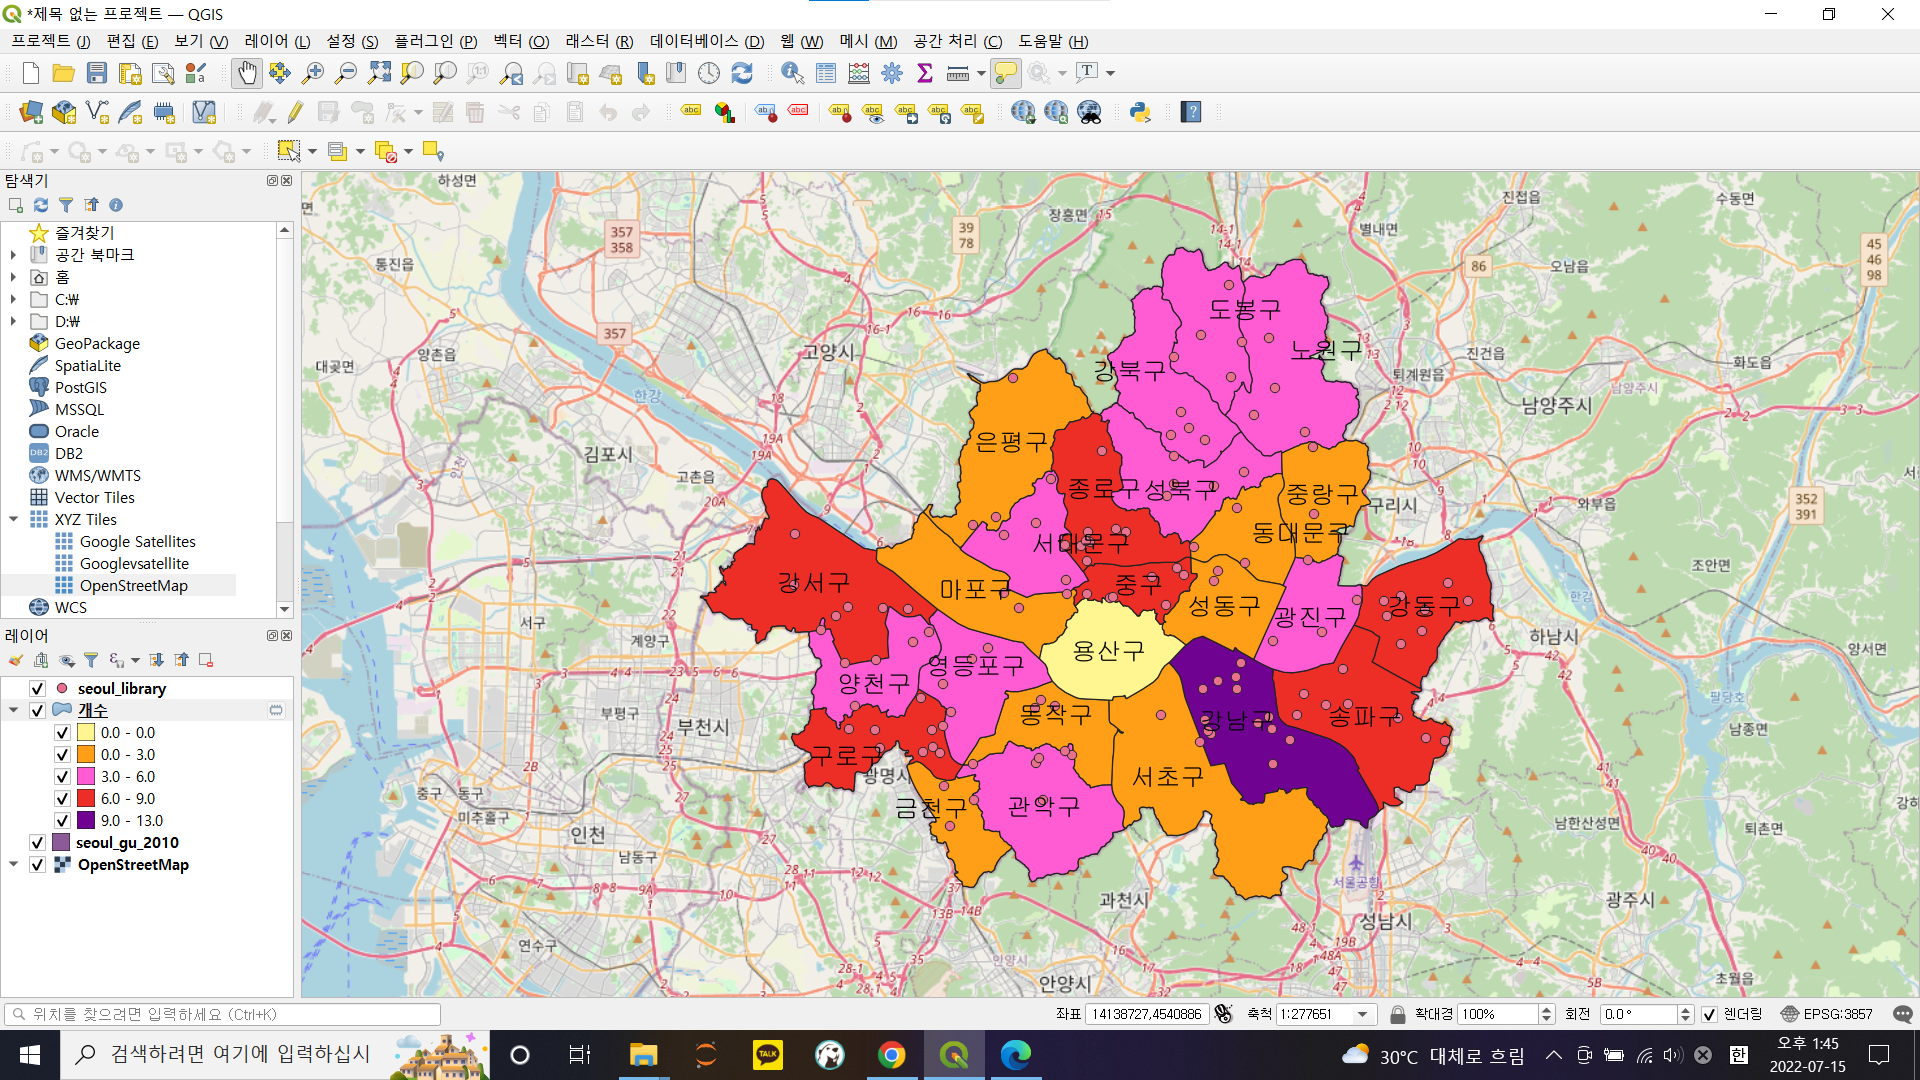 *제목 없는 프로젝트 — QGIS
프로젝트 (J) 편집 (E) 보기 (V) 레이어 (L) 설정 (S) 플러그인 (P) 벡터 (O) 래스터 (R) 데이터베이스 (D) 웹 (W) 메시 (M) 공간 처리 (C) 도움말 (H)
탐색기
즐겨찾기
공간 북마크
홈
C:₩
D:₩
GeoPackage
SpatiaLite
PostGIS
MSSQL
Oracle
DB2
WMS/WMTS
Vector Tiles
XYZ Tiles
Google Satellites
Googlevsatellite
OpenStreetMap
WCS
레이어
seoul_library
개수
0.0 - 0.0
0.0 - 3.0
3.0 - 6.0
6.0 - 9.0
9.0 - 13.0
seoul_gu_2010
OpenStreetMap
하성면
장흥면
진접읍
수동면
별내면
오남읍
통진읍
357
358
39
78
86
45
46
98
357
고양시
양촌읍
대곶면
한강
김포시
고촌읍
진건읍
퇴계원읍
화도읍
남양주시
남양주시
구리시
와부읍
352
391
조안면
한강
하남시
양서면
팔당호
남종면
남한산성면
퇴촌면
광주시
초월읍
서울공항
성남시
과천시
안양시
안양시
광명시
부천시
인천
서구
계양구
부평구
중구
동구
미추홀구
남동구
연수구
도봉구
노원구
강북구
은평구
종로구
성북구
중랑구
동대문구
서대문구
강서구
마포구
중구
성동구
광진구
강동구
용산구
영등포구
양천구
동작구
강남구
송파구
구로구
서초구
금천구
관악구
위치를 찾으려면 입력하세요 (Ctrl+K)
좌표 14138727,4540886 축척 1:277651 확대경 100% 회전 0.0 ° 렌더링 EPSG:3857
검색하려면 여기에 입력하십시
TALK
30°C 대체로 흐림
한
오후 1:45
2022-07-15